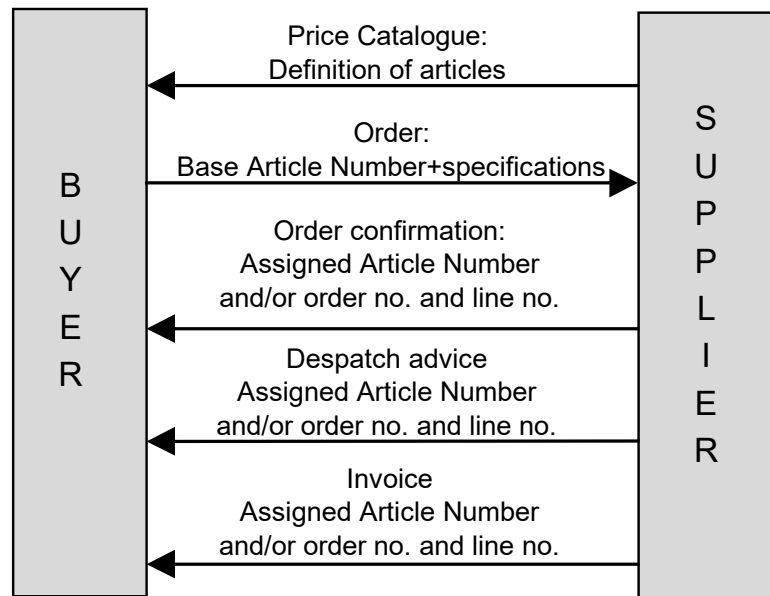 Price Catalogue:
Definition of articles
Order:
Base Article Number+specifications
Order confirmation:
Assigned Article Number
and/or order no. and line no.
Despatch advice
Assigned Article Number
and/or order no. and line no.
Invoice
Assigned Article Number
and/or order no. and line no.
B
U
Y
E
R
S
U
P
P
L
I
E
R